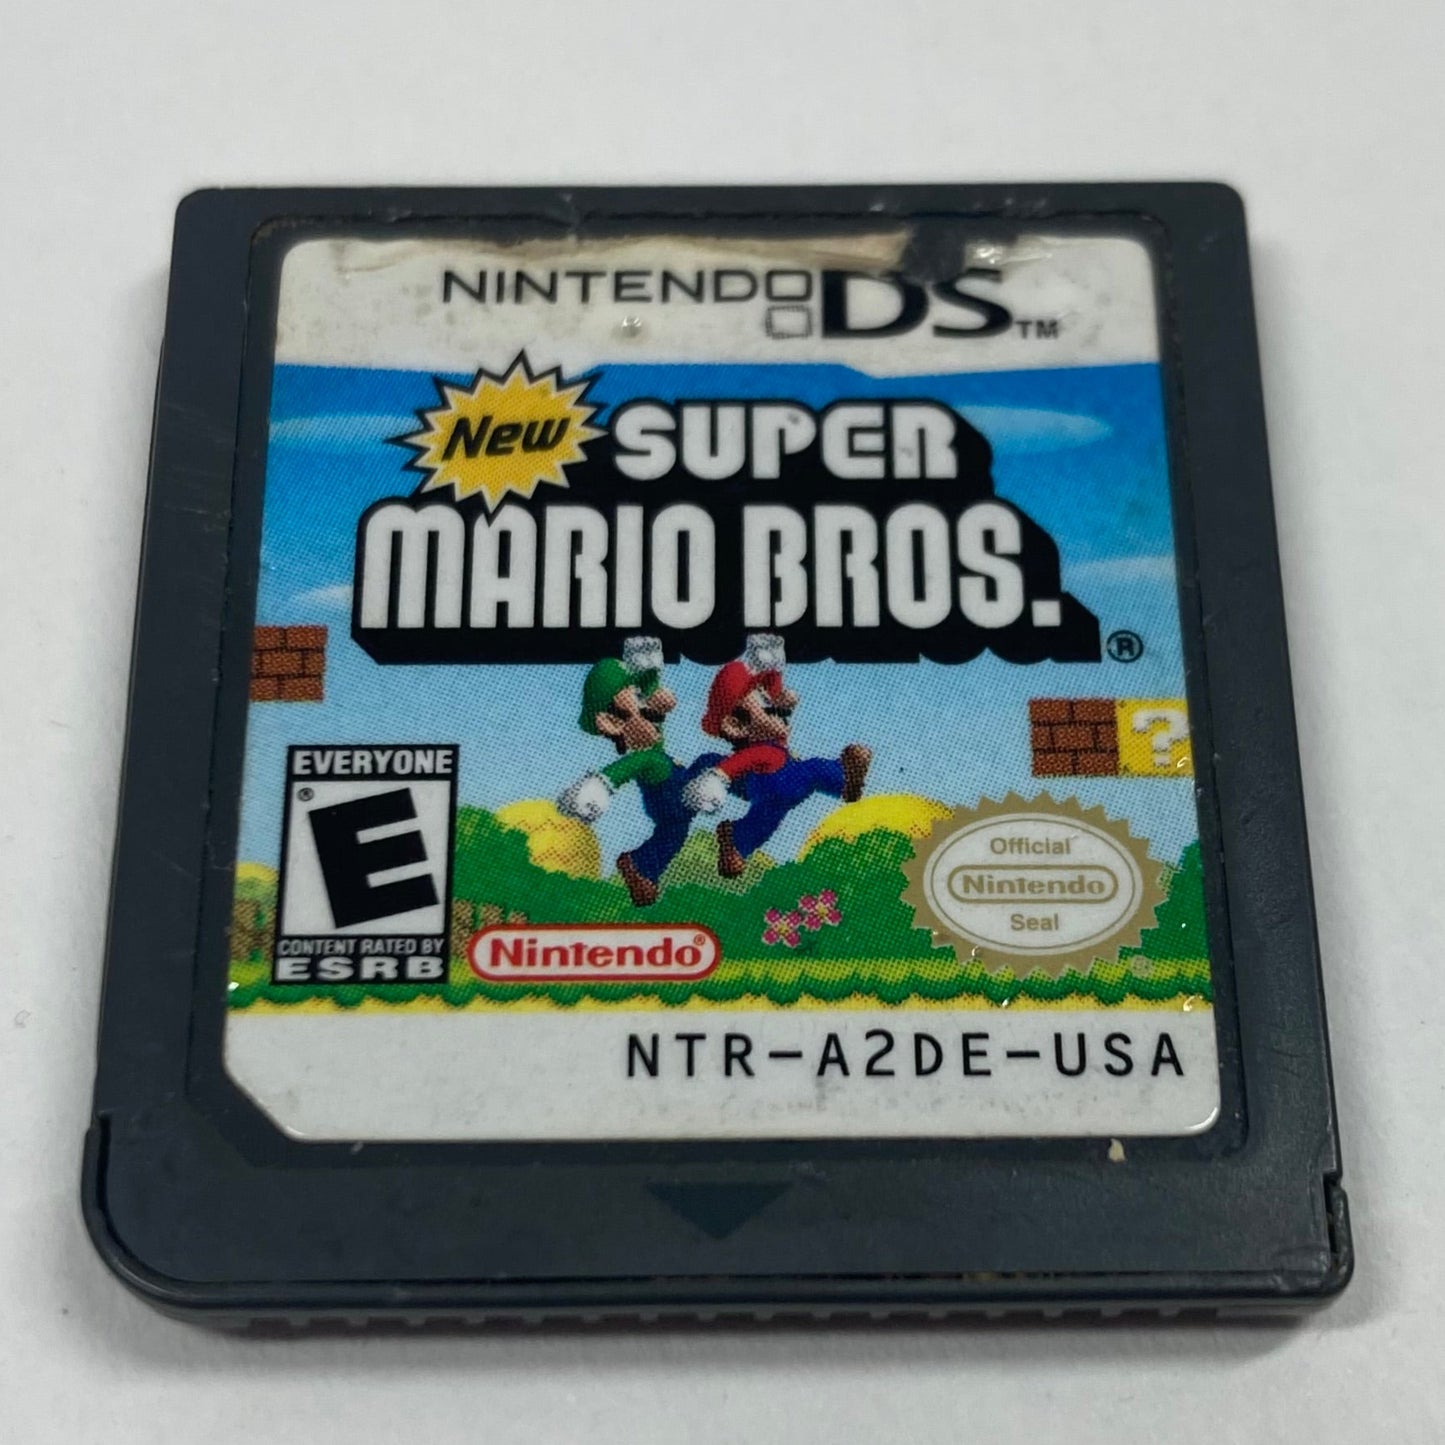 NINTENDO DS™
New SUPER
MARIO BROS.®
?
EVERYONE
E®
CONTENT RATED BY
ESRB
Nintendo®
Official
Nintendo
Seal
NTR-A2DE-USA